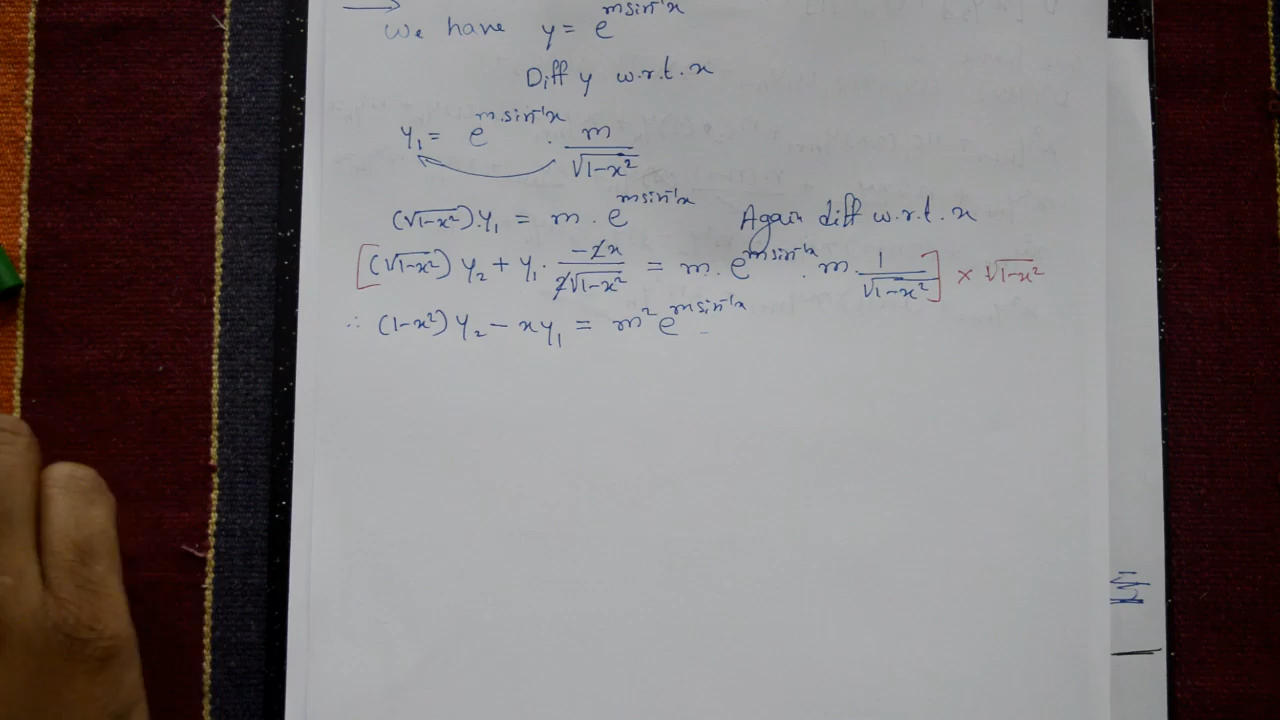 We have y = e^{m sin⁻¹x}
Diff y w.r.t. x
y₁ = e^{m.sin⁻¹x} . m/√(1-x²)
(√(1-x²)).y₁ = m . e^{m sin⁻¹x} Again diff w.r.t. x
[(√(1-x²)) y₂ + y₁ . -2x/2√(1-x²) = m. e^{m sin⁻¹x} . m . 1/√(1-x²)] × √(1-x²)
∴ (1-x²) y₂ - xy₁ = m² e^{m sin⁻¹x}